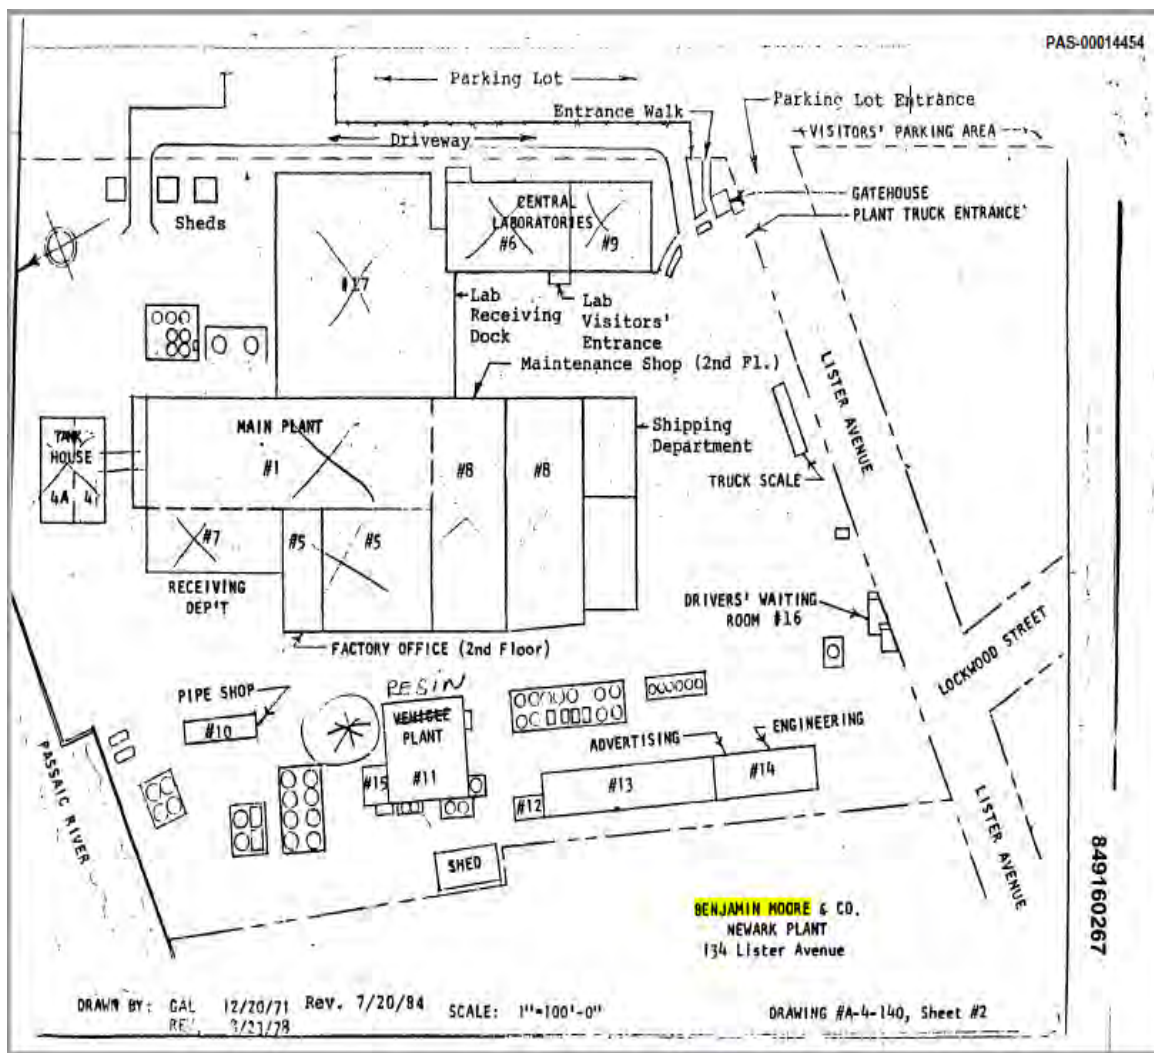 PAS-00014454
Parking Lot
Entrance Walk
Parking Lot Entrance
Driveway
VISITORS' PARKING AREA
GATEHOUSE
PLANT TRUCK ENTRANCE
Sheds
CENTRAL
LABORATORIES
#6
#9
#17
Lab
Receiving
Dock
Lab
Visitors'
Entrance
Maintenance Shop (2nd Fl.)
LISTER AVENUE
TANK
HOUSE
4A
4
MAIN PLANT
#1
#8
#8
Shipping
Department
TRUCK SCALE
#7
#5
#5
RECEIVING
DEP'T
DRIVERS' WAITING
ROOM #16
FACTORY OFFICE (2nd Floor)
LOCKWOOD STREET
PIPE SHOP
#10
RESIN
VEHICLE
PLANT
#11
#15
ADVERTISING
ENGINEERING
#12
#13
#14
PASSAIC RIVER
SHED
LISTER AVENUE
BENJAMIN MOORE & CO.
NEWARK PLANT
134 Lister Avenue
849160267
DRAWN BY: GAL 12/20/71 Rev. 7/20/84 SCALE: 1"=100'-0" DRAWING #A-4-140, Sheet #2
REV. /21/78